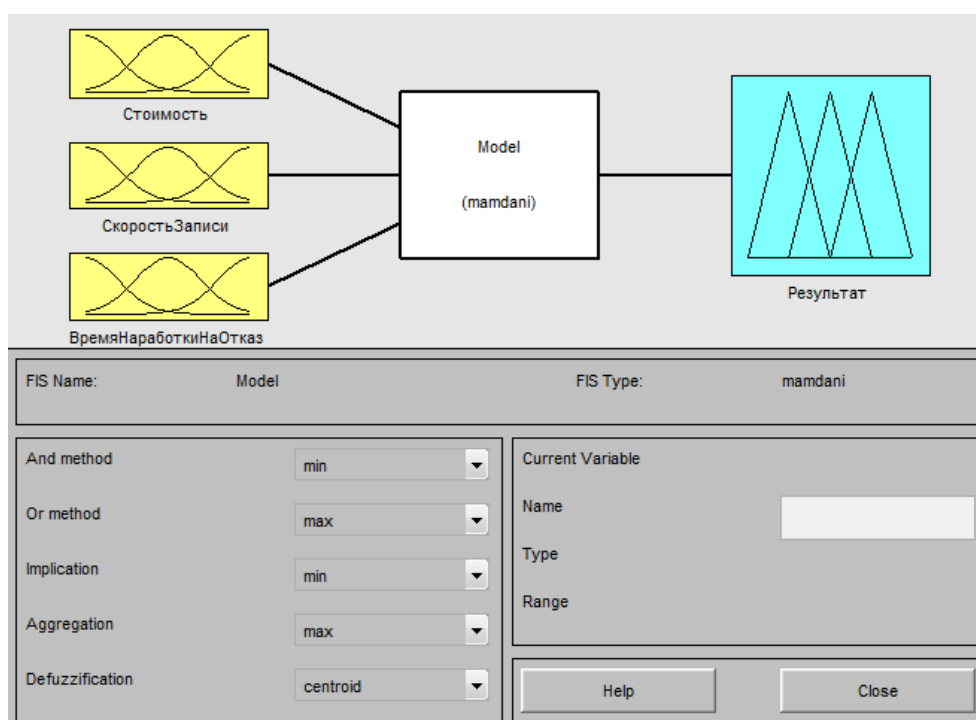 Стоимость
Model
(mamdani)
СкоростьЗаписи
Результат
ВремяНаработкиНаОтказ
FIS Name: Model FIS Type: mamdani
And method min
Or method max
Implication min
Aggregation max
Defuzzification centroid
Current Variable
Name
Type
Range
Help Close